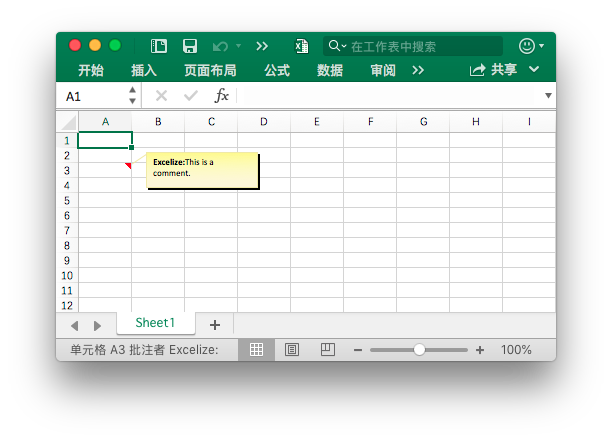 在工作表中搜索
开始 插入 页面布局 公式 数据 审阅 共享
A1 fx
A B C D E F G H I
1
2
3
4
5
6
7
8
9
10
11
12
Excelize:This is a
comment.
Sheet1
单元格 A3 批注者 Excelize: 100%